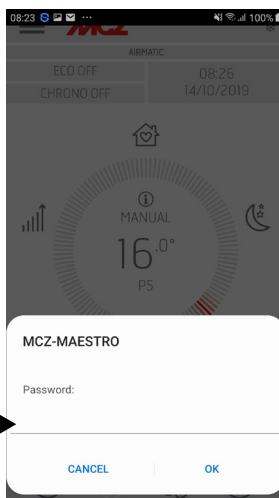 08:23 100%
MCZ
AIRMATIC
ECO OFF
08:26
CHRONO OFF
14/10/2019
MANUAL
16.0°
P5
MCZ-MAESTRO
Password:
CANCEL OK